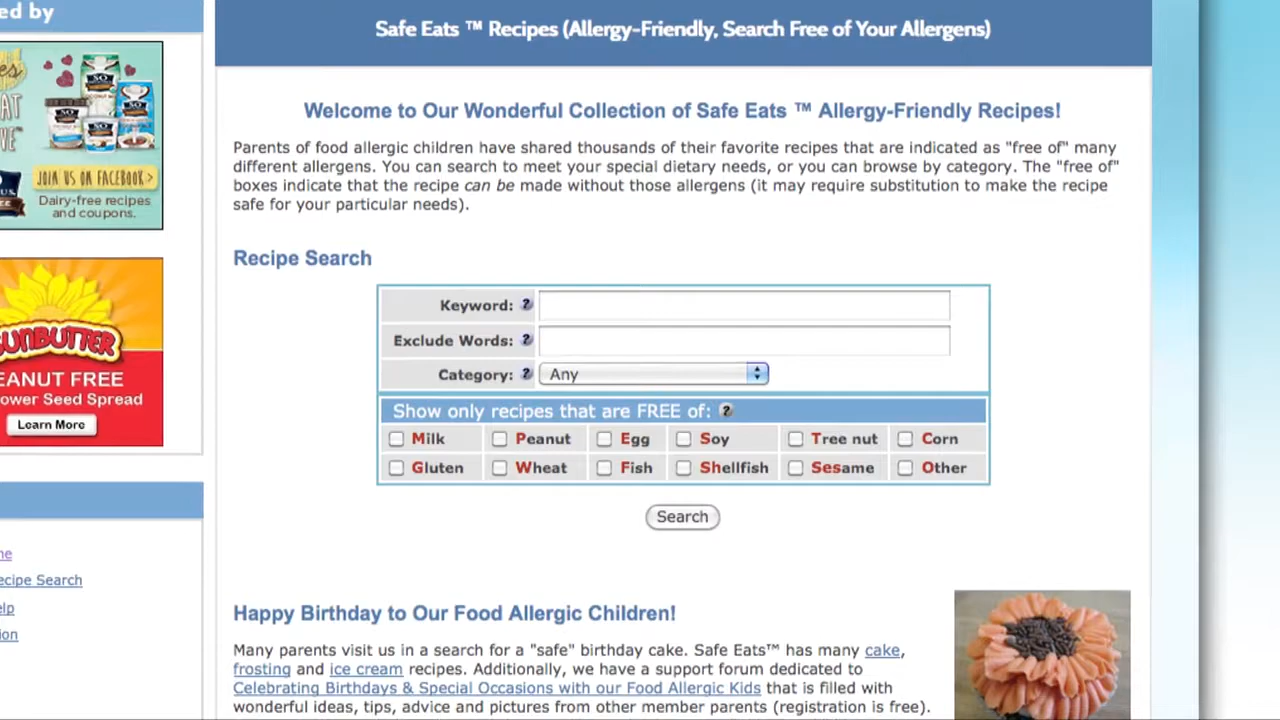 ed by
Safe Eats ™ Recipes (Allergy-Friendly, Search Free of Your Allergens)
SO
AT
VE™
JOIN US ON FACEBOOK >
Dairy-free recipes
and coupons.
SUNBUTTER
EANUT FREE
ower Seed Spread
Learn More
ne
ecipe Search
elp
ion
Welcome to Our Wonderful Collection of Safe Eats ™ Allergy-Friendly Recipes!
Parents of food allergic children have shared thousands of their favorite recipes that are indicated as "free of" many
different allergens. You can search to meet your special dietary needs, or you can browse by category. The "free of"
boxes indicate that the recipe can be made without those allergens (it may require substitution to make the recipe
safe for your particular needs).
Recipe Search
Keyword: ?
Exclude Words: ?
Category: ? Any
Show only recipes that are FREE of: ?
Milk Peanut Egg Soy Tree nut Corn
Gluten Wheat Fish Shellfish Sesame Other
Search
Happy Birthday to Our Food Allergic Children!
Many parents visit us in a search for a "safe" birthday cake. Safe Eats™ has many cake,
frosting and ice cream recipes. Additionally, we have a support forum dedicated to
Celebrating Birthdays & Special Occasions with our Food Allergic Kids that is filled with
wonderful ideas, tips, advice and pictures from other member parents (registration is free).